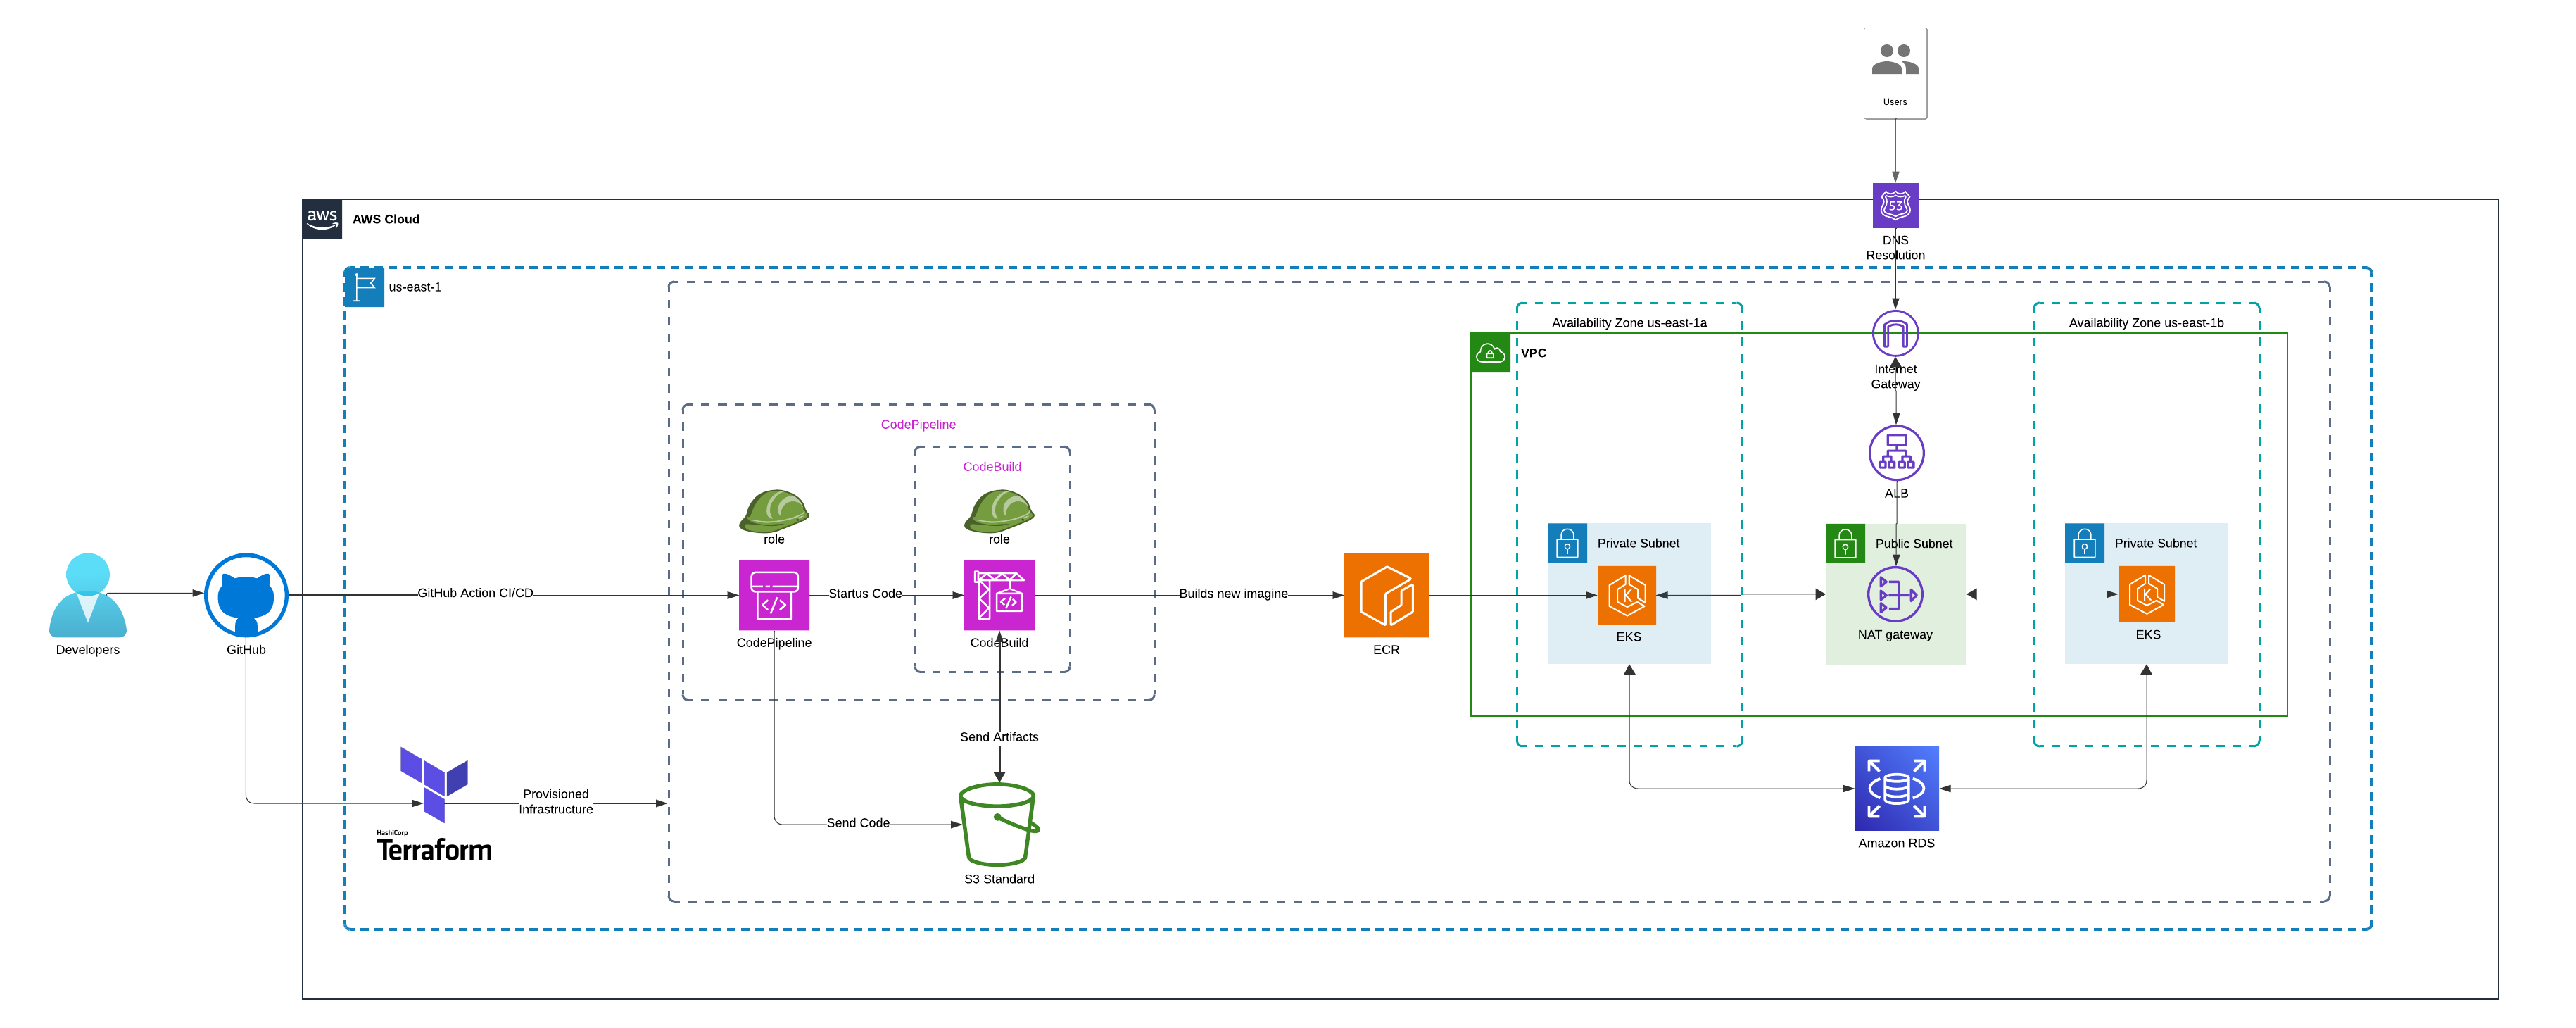 Users
53
DNS
Resolution
aws
AWS Cloud
us-east-1
Availability Zone us-east-1a
Availability Zone us-east-1b
VPC
Internet
Gateway
CodePipeline
CodeBuild
ALB
role
role
Private Subnet
Public Subnet
Private Subnet
GitHub Action CI/CD
Startus Code
Builds new imagine
K
K
EKS
NAT gateway
EKS
CodePipeline
CodeBuild
Developers
GitHub
ECR
Send Artifacts
Provisioned
Infrastructure
Send Code
HashiCorp
Terraform
Amazon RDS
S3 Standard